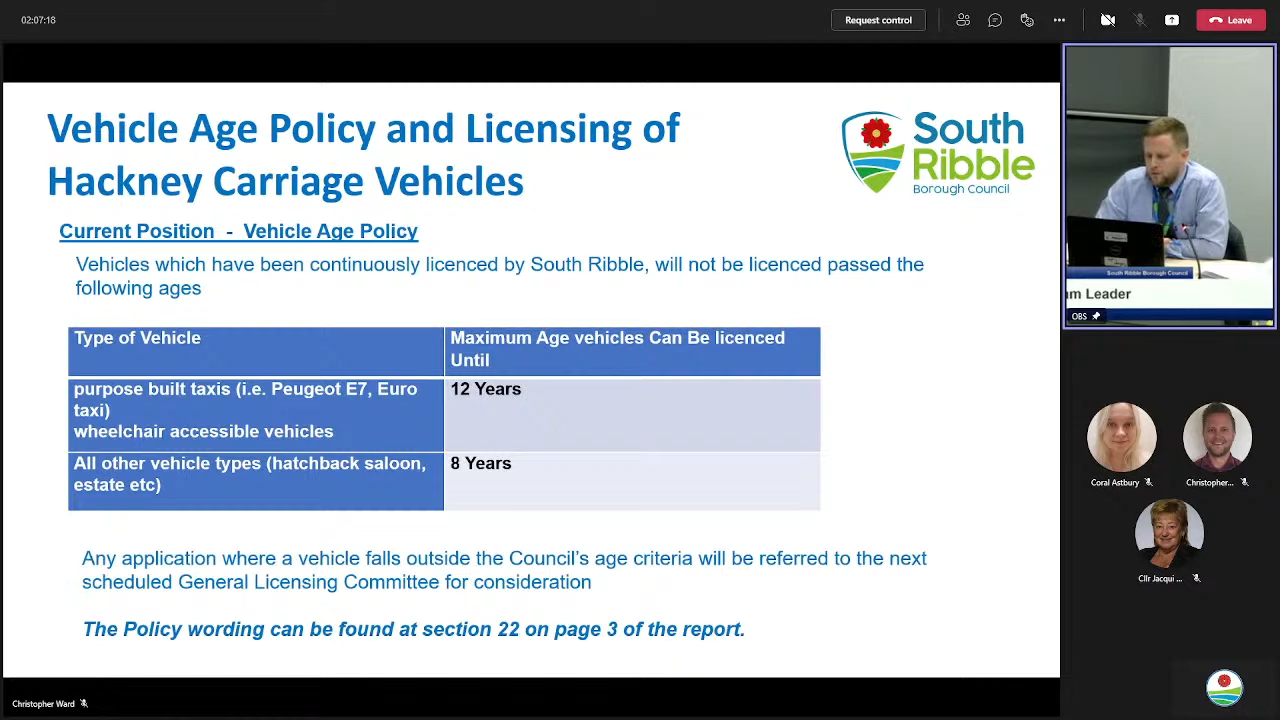 02:07:18
Request control
Leave
Vehicle Age Policy and Licensing of
Hackney Carriage Vehicles
South
Ribble
Borough Council
Current Position - Vehicle Age Policy
Vehicles which have been continuously licenced by South Ribble, will not be licenced passed the
following ages
Type of Vehicle
Maximum Age vehicles Can Be licenced
Until
purpose built taxis (i.e. Peugeot E7, Euro
taxi)
wheelchair accessible vehicles
12 Years
All other vehicle types (hatchback saloon,
estate etc)
8 Years
Any application where a vehicle falls outside the Council's age criteria will be referred to the next
scheduled General Licensing Committee for consideration
The Policy wording can be found at section 22 on page 3 of the report.
South Ribble Borough Council
am Leader
OBS
Coral Astbury
Christopher...
Cllr Jacqui ...
Christopher Ward